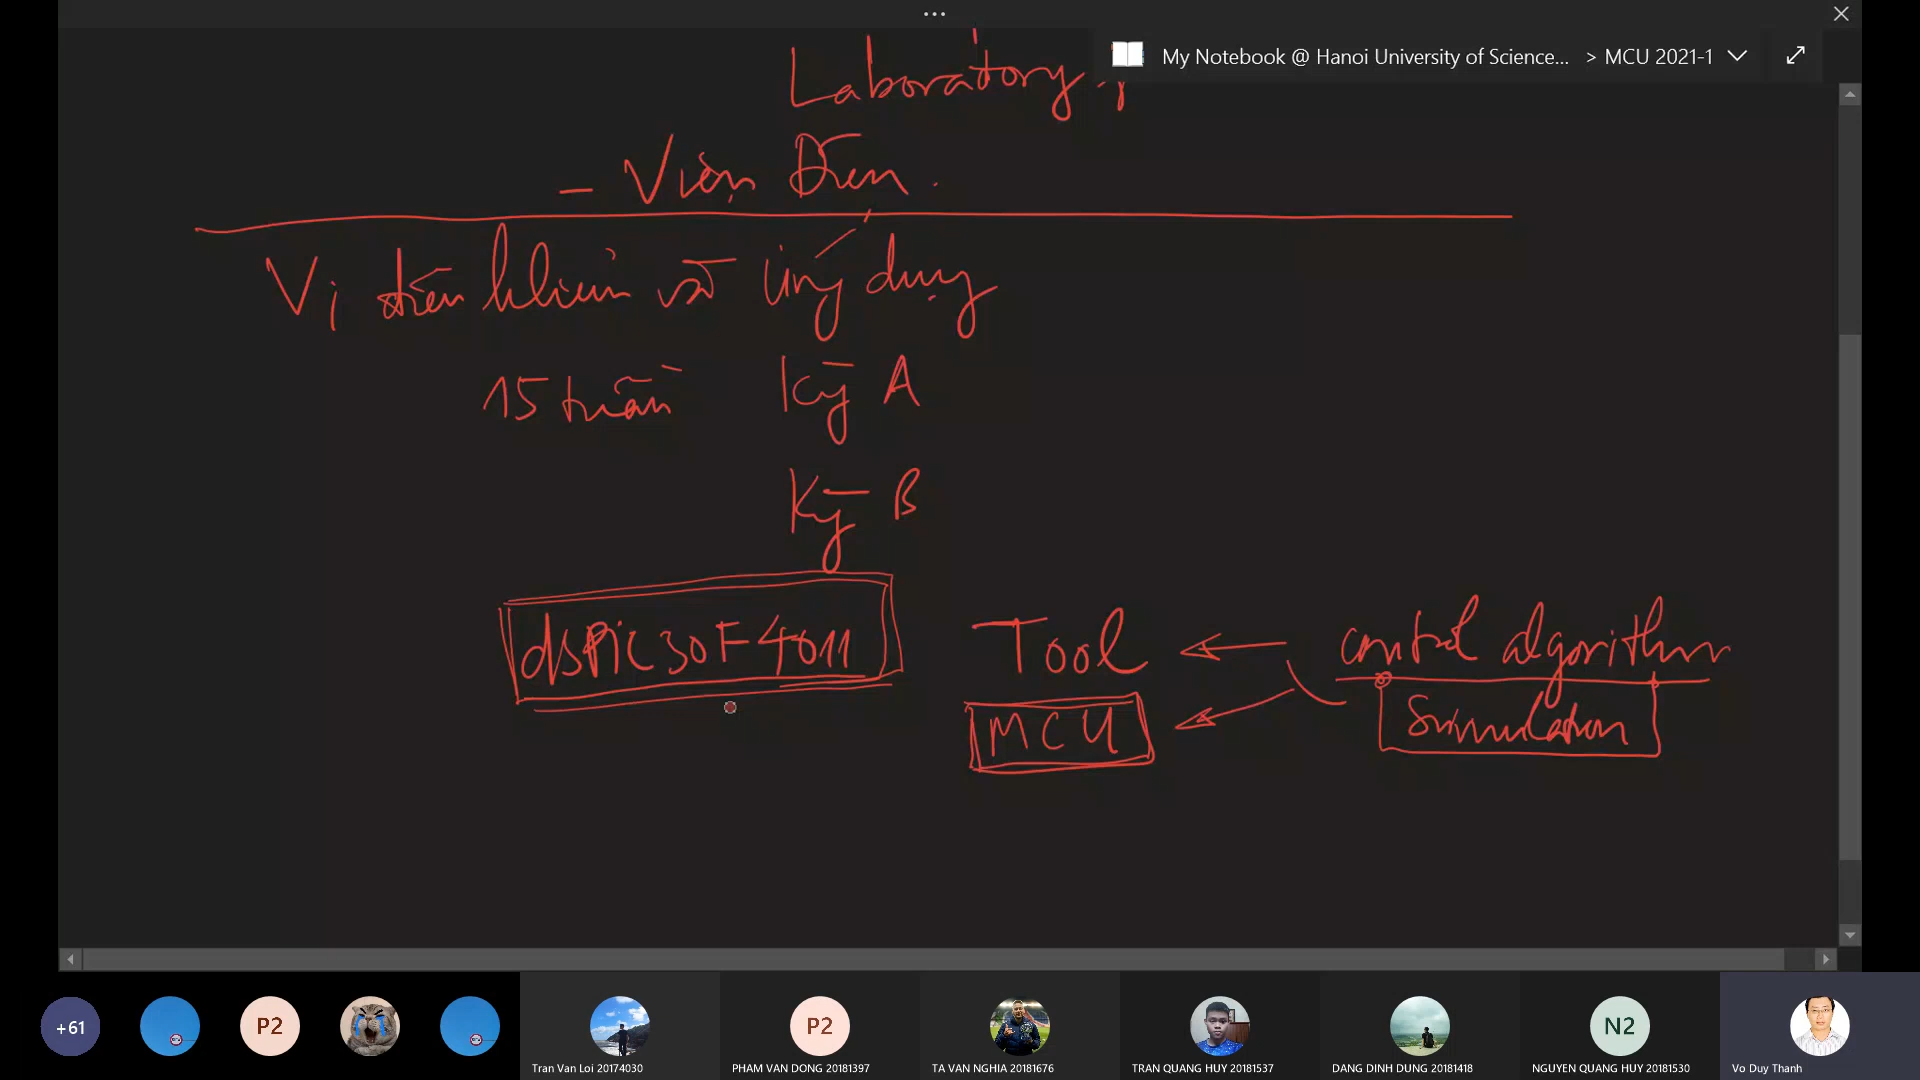 My Notebook @ Hanoi University of Science... > MCU 2021-1
Laboratory
- Viện Điện.
Vi điều khiển và ứng dụng
15 tuần Kỳ A
Kỳ B
dsPIC30F4011
Tool
control algorithm
MCU
Simulation
+61
P2
P2
N2
Tran Van Loi 20174030
PHAM VAN DONG 20181397
TA VAN NGHIA 20181676
TRAN QUANG HUY 20181537
DANG DINH DUNG 20181418
NGUYEN QUANG HUY 20181530
Vo Duy Thanh